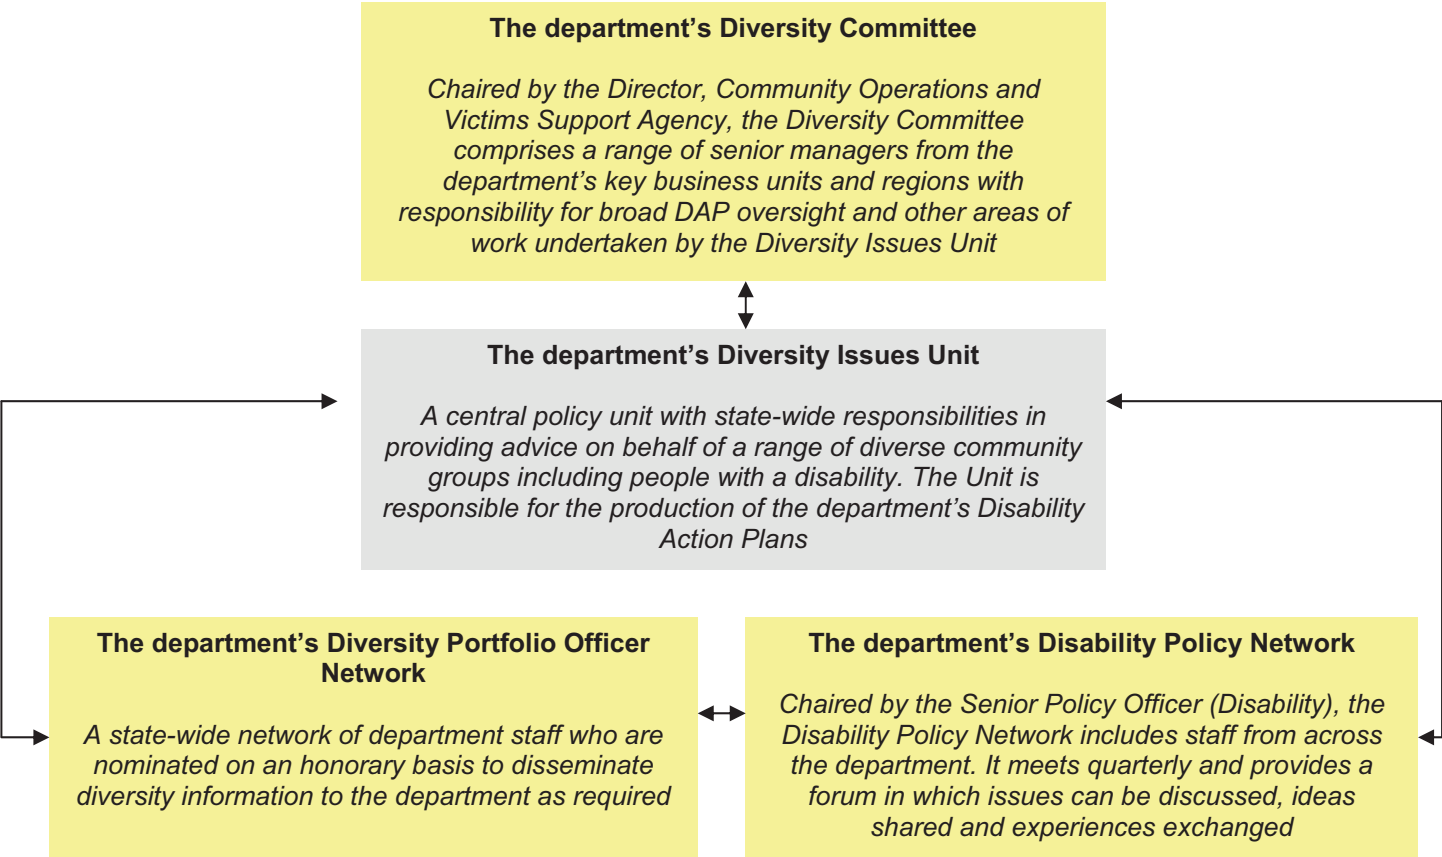 The department’s Diversity Committee
Chaired by the Director, Community Operations and
Victims Support Agency, the Diversity Committee
comprises a range of senior managers from the
department’s key business units and regions with
responsibility for broad DAP oversight and other areas of
work undertaken by the Diversity Issues Unit
The department’s Diversity Issues Unit
A central policy unit with state-wide responsibilities in
providing advice on behalf of a range of diverse community
groups including people with a disability. The Unit is
responsible for the production of the department’s Disability
Action Plans
The department’s Diversity Portfolio Officer
Network
A state-wide network of department staff who are
nominated on an honorary basis to disseminate
diversity information to the department as required
The department’s Disability Policy Network
Chaired by the Senior Policy Officer (Disability), the
Disability Policy Network includes staff from across
the department. It meets quarterly and provides a
forum in which issues can be discussed, ideas
shared and experiences exchanged